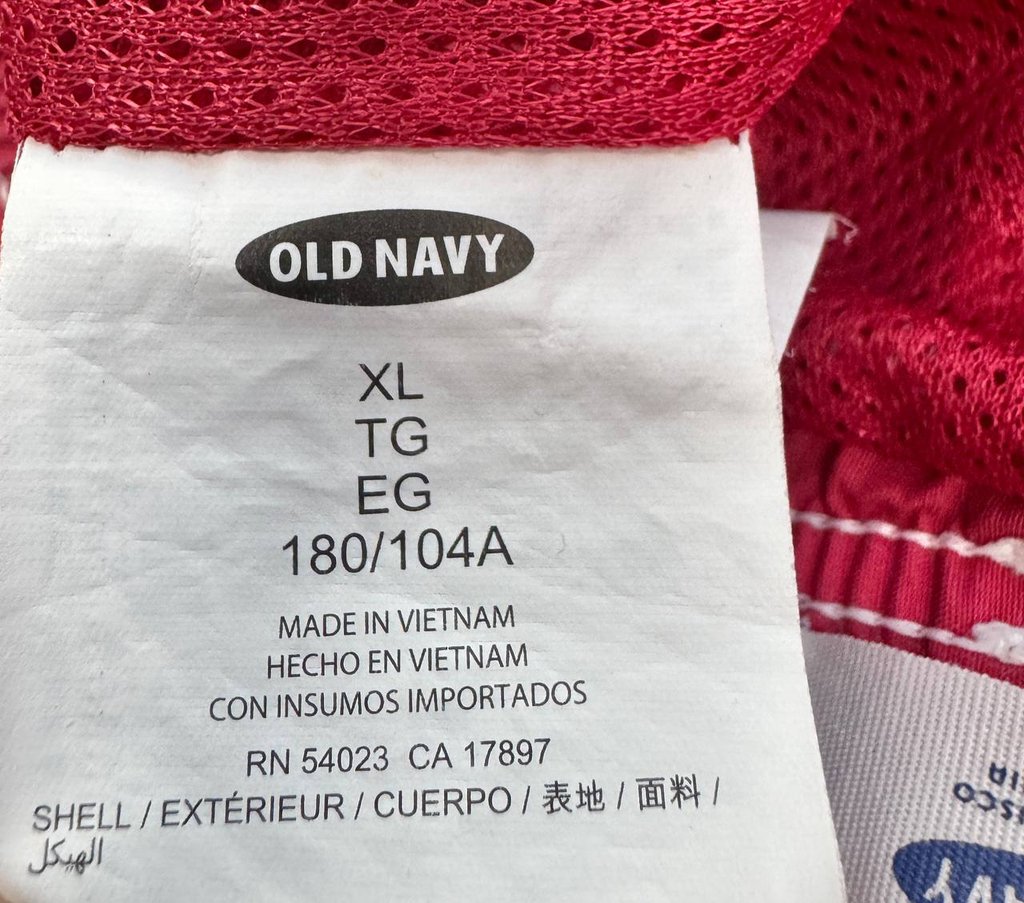 OLD NAVY
XL
TG
EG
180/104A
MADE IN VIETNAM
HECHO EN VIETNAM
CON INSUMOS IMPORTADOS
RN 54023 CA 17897
SHELL / EXTÉRIEUR / CUERPO / 表地 / 面料 /
الهيكل